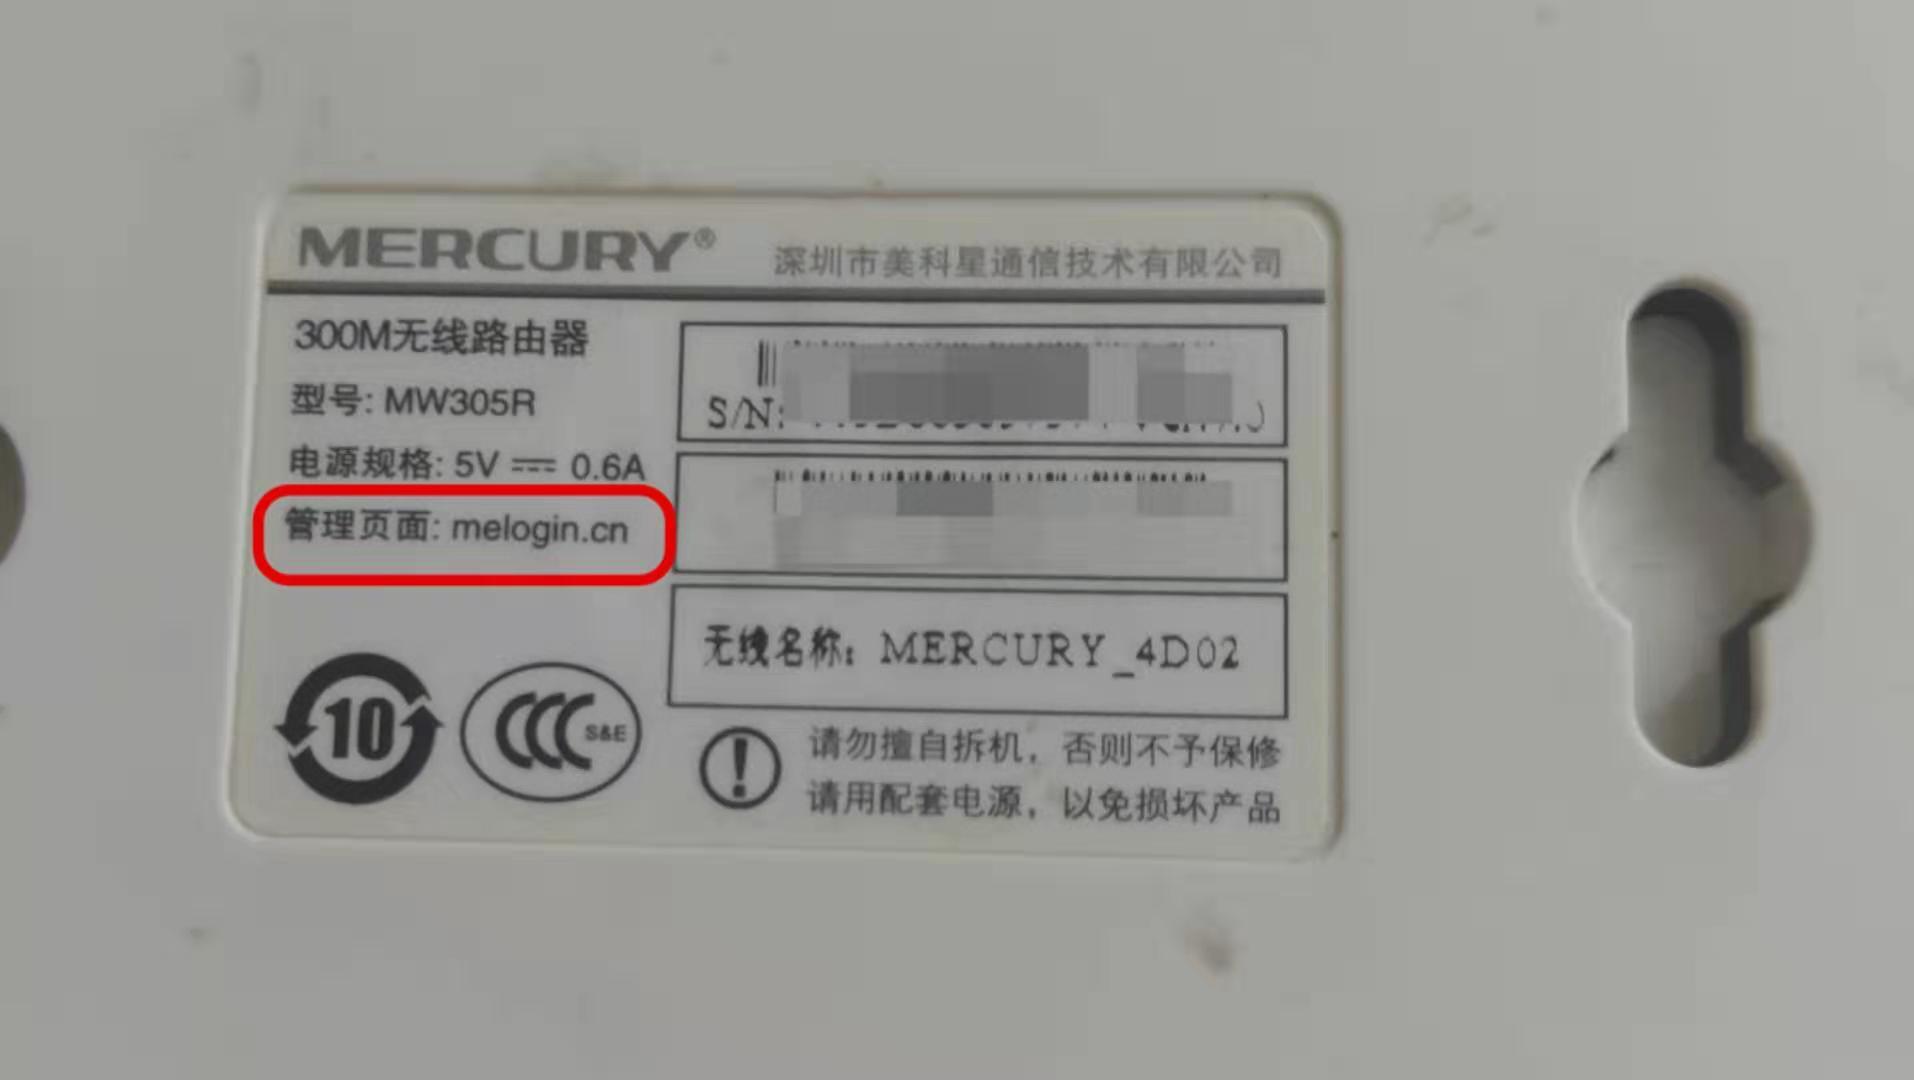 MERCURY®
深圳市美科星通信技术有限公司
300M无线路由器
型号: MW305R
电源规格: 5V ⎓ 0.6A
管理页面: melogin.cn
S/N:
无线名称: MERCURY_4D02
10
CCC S&E
请勿擅自拆机，否则不予保修
请用配套电源，以免损坏产品